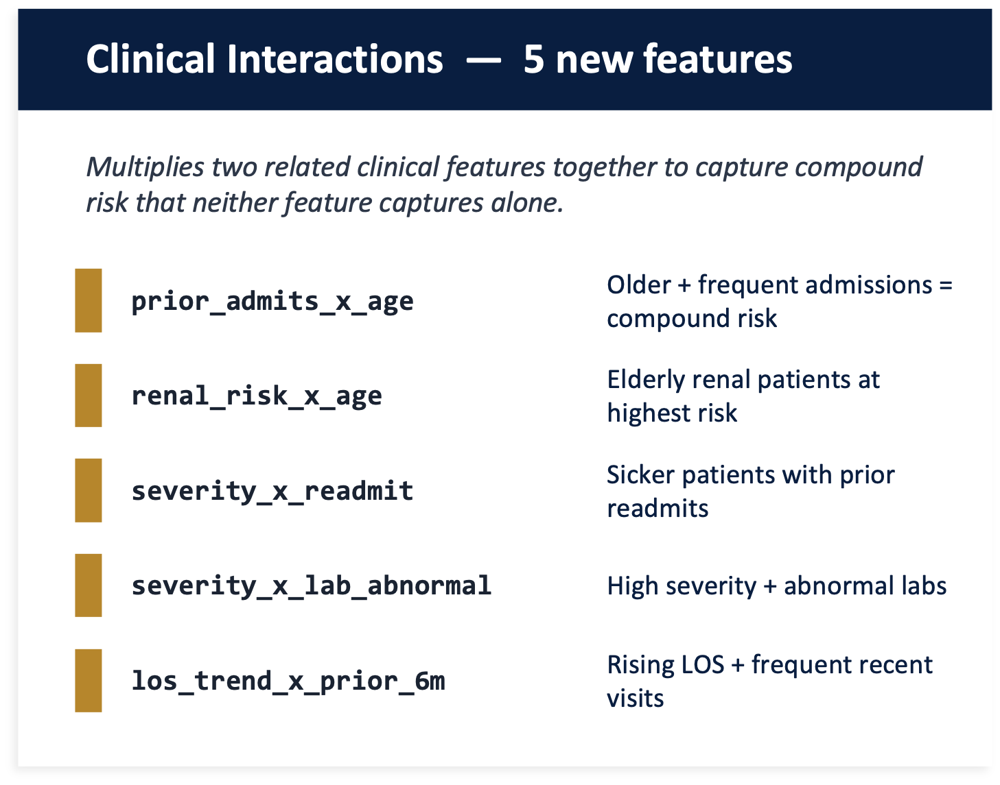 Clinical Interactions — 5 new features
Multiplies two related clinical features together to capture compound
risk that neither feature captures alone.
prior_admits_x_age
Older + frequent admissions =
compound risk
renal_risk_x_age
Elderly renal patients at
highest risk
severity_x_readmit
Sicker patients with prior
readmits
severity_x_lab_abnormal
High severity + abnormal labs
los_trend_x_prior_6m
Rising LOS + frequent recent
visits